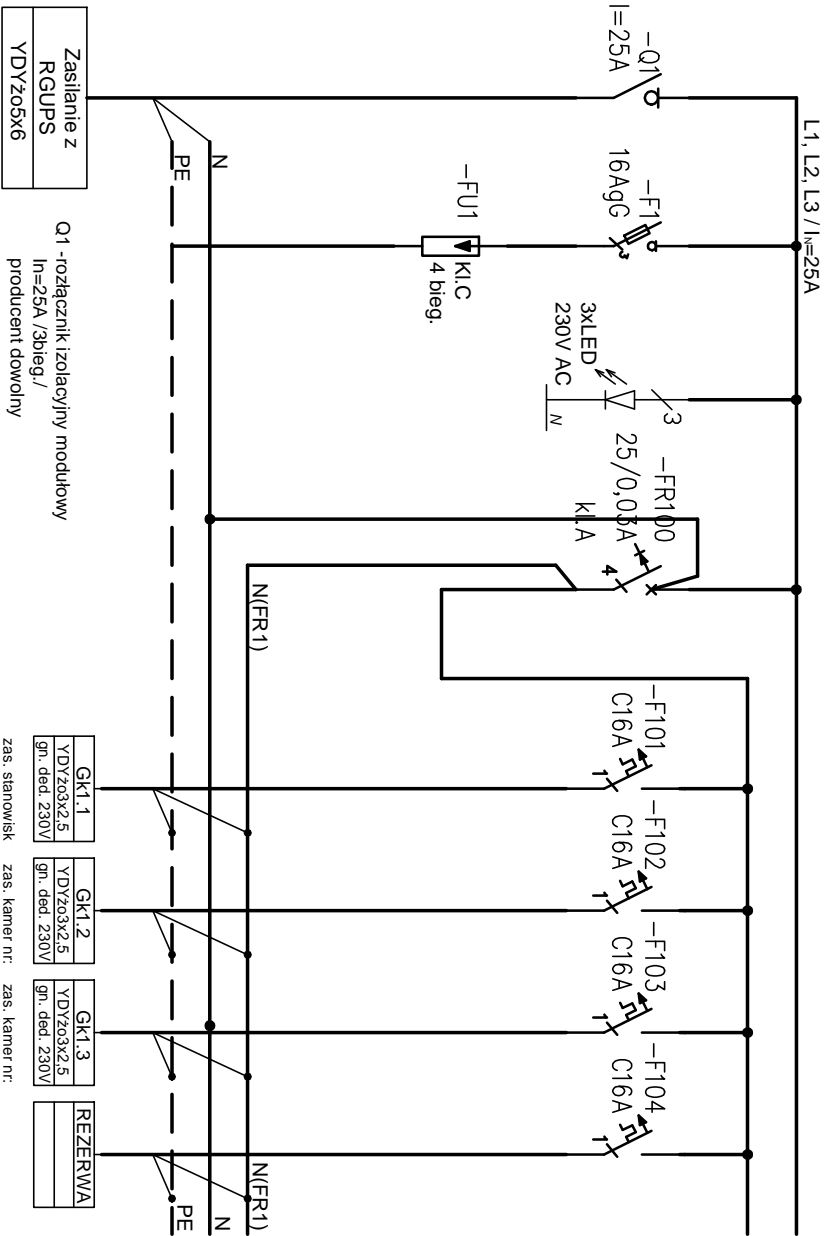 L1, L2, L3 / IN=25A
-Q1
I=25A
-F1
16AgG
3
-FU1
Kl.C
4 bieg.
3xLED
230V AC
3
N
-FR100
25/0,03A
kl.A
4
-F101
C16A
1
-F102
C16A
1
-F103
C16A
1
-F104
C16A
1
N(FR1)
N(FR1)
N
PE
N
PE
Zasilanie z
RGUPS
YDYżo5x6
Q1 -rozłącznik izolacyjny modułowy
In=25A /3bieg./
producent dowolny
Gk1.1
YDYżo3x2,5
gn. ded. 230V
zas. stanowisk
Gk1.2
YDYżo3x2,5
gn. ded. 230V
zas. kamer nr:
Gk1.3
YDYżo3x2,5
gn. ded. 230V
zas. kamer nr:
REZERWA